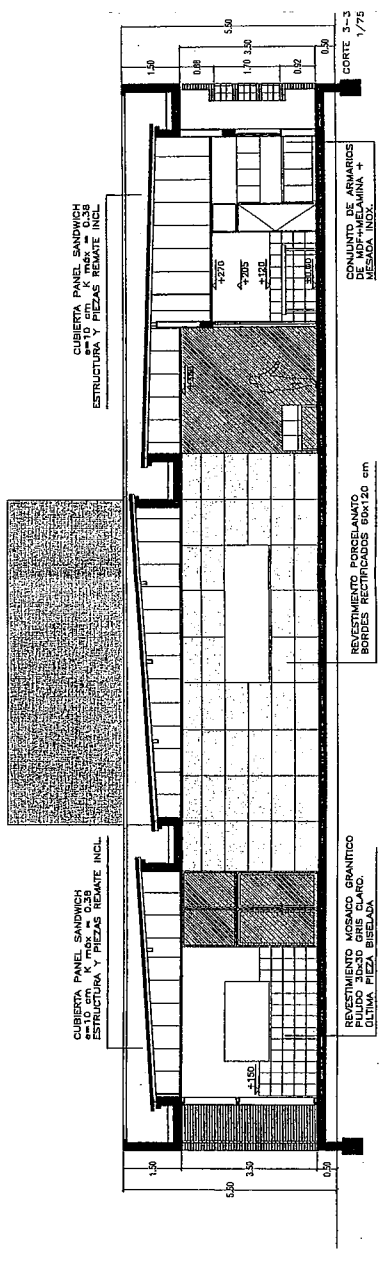 CUBIERTA PANEL SANDWICH
e=10 cm K máx = 0.38
ESTRUCTURA Y PIEZAS REMATE INCL.
CUBIERTA PANEL SANDWICH
e=10 cm K máx = 0.38
ESTRUCTURA Y PIEZAS REMATE INCL.
1.50
3.50
0.50
5.50
5.50
1.50
3.50
0.50
0.88
1.70
0.92
+150
+270
+205
+120
±0.00
REVESTIMIENTO MOSAICO GRANÍTICO
PULIDO 30x30 GRIS CLARO.
ÚLTIMA PIEZA BISELADA
REVESTIMIENTO PORCELANATO
BORDES RECTIFICADOS 60x120 cm
CONJUNTO DE ARMARIOS
DE MDF+MELAMINA +
MESADA INOX.
CORTE 3-3
1/75